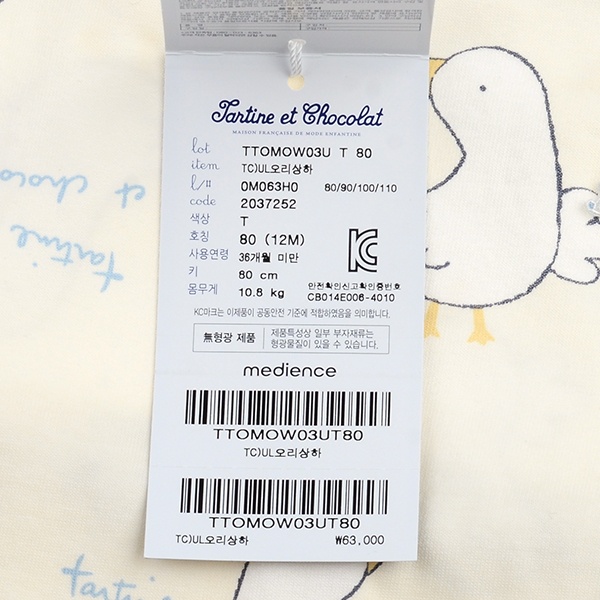 Tartine et Chocolat
MAISON FRANÇAISE DE MODE ENFANTINE
lot TTOMOW03U T 80
item TC)UL오리상하
l/# 0M063H0 80/90/100/110
code 2037252
색상 T
호칭 80 (12M)
사용연령 36개월 미만
키 80 cm
몸무게 10.8 kg
안전확인신고확인증번호
CB014E006-4010
KC마크는 이제품이 공통안전 기준에 적합하였음을 의미합니다.
無형광 제품
제품특성상 일부 부자재류는
형광물질이 있을 수 있습니다.
medience
TTOMOW03UT80
TC)UL오리상하
TTOMOW03UT80
TC)UL오리상하 ₩63,000
tartine
et choco
tartine